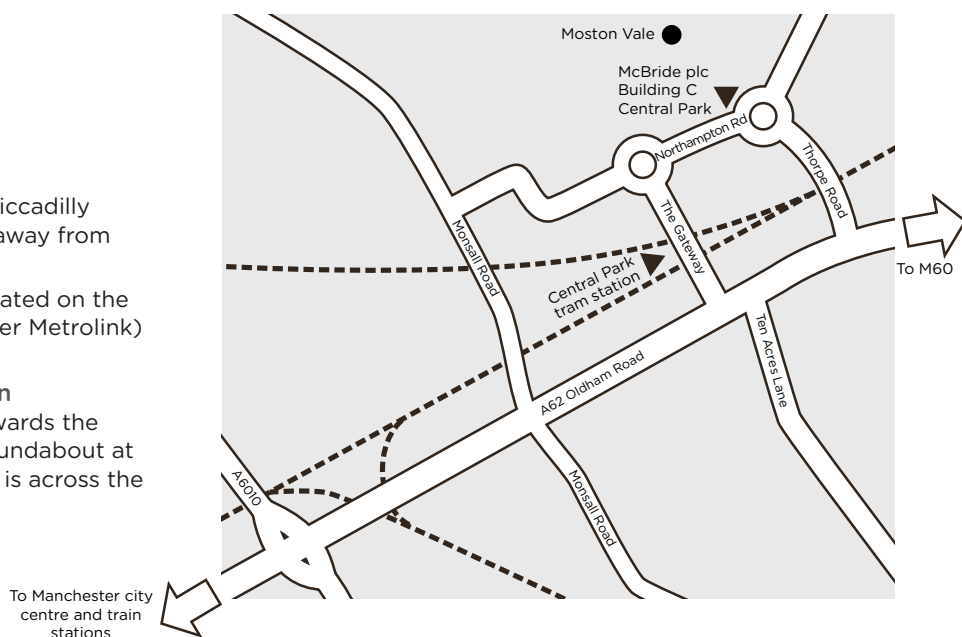 iccadilly
away from
ated on the
er Metrolink)
n
wards the
undabout at
is across the
Moston Vale
McBride plc
Building C
Central Park
Northampton Rd
Thorpe Road
The Gateway
Monsall Road
Central Park
tram station
To M60
Ten Acres Lane
A62 Oldham Road
A6010
Monsall Road
To Manchester city
centre and train
stations